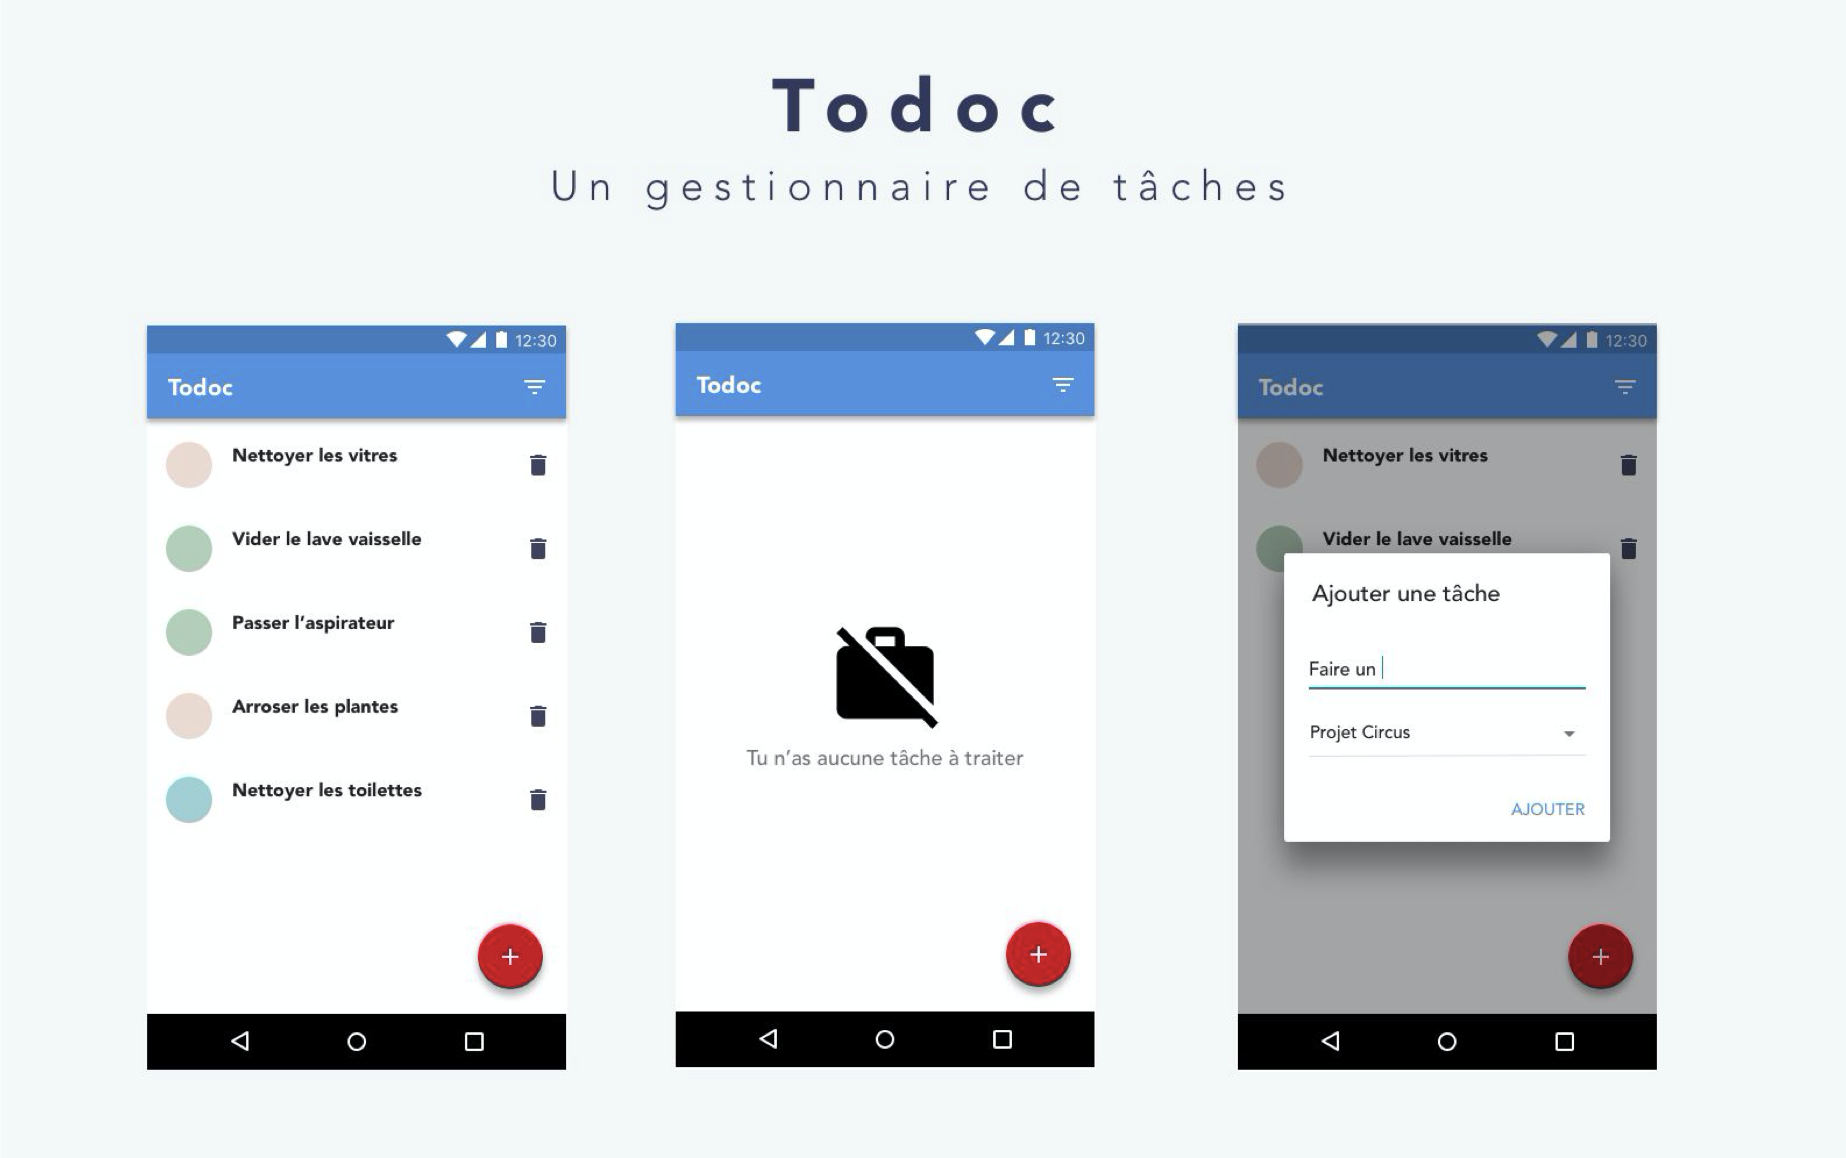 Todoc
Un gestionnaire de tâches
12:30
Todoc
Nettoyer les vitres
Vider le lave vaisselle
Passer l’aspirateur
Arroser les plantes
Nettoyer les toilettes
+
12:30
Todoc
Tu n’as aucune tâche à traiter
+
12:30
Todoc
Nettoyer les vitres
Vider le lave vaisselle
Ajouter une tâche
Faire un
Projet Circus
AJOUTER
+